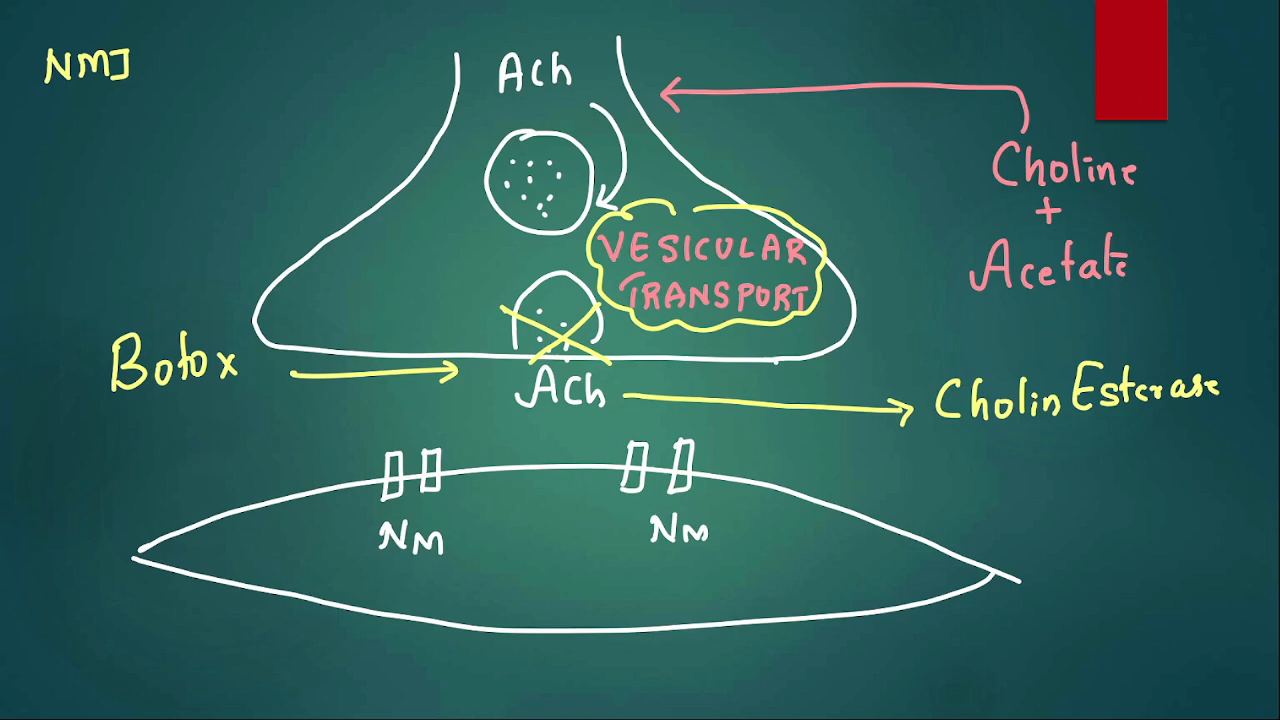 NMJ
Ach
Choline
+
Acetate
VESICULAR
TRANSPORT
Botox
Ach
CholinEsterase
NM
NM